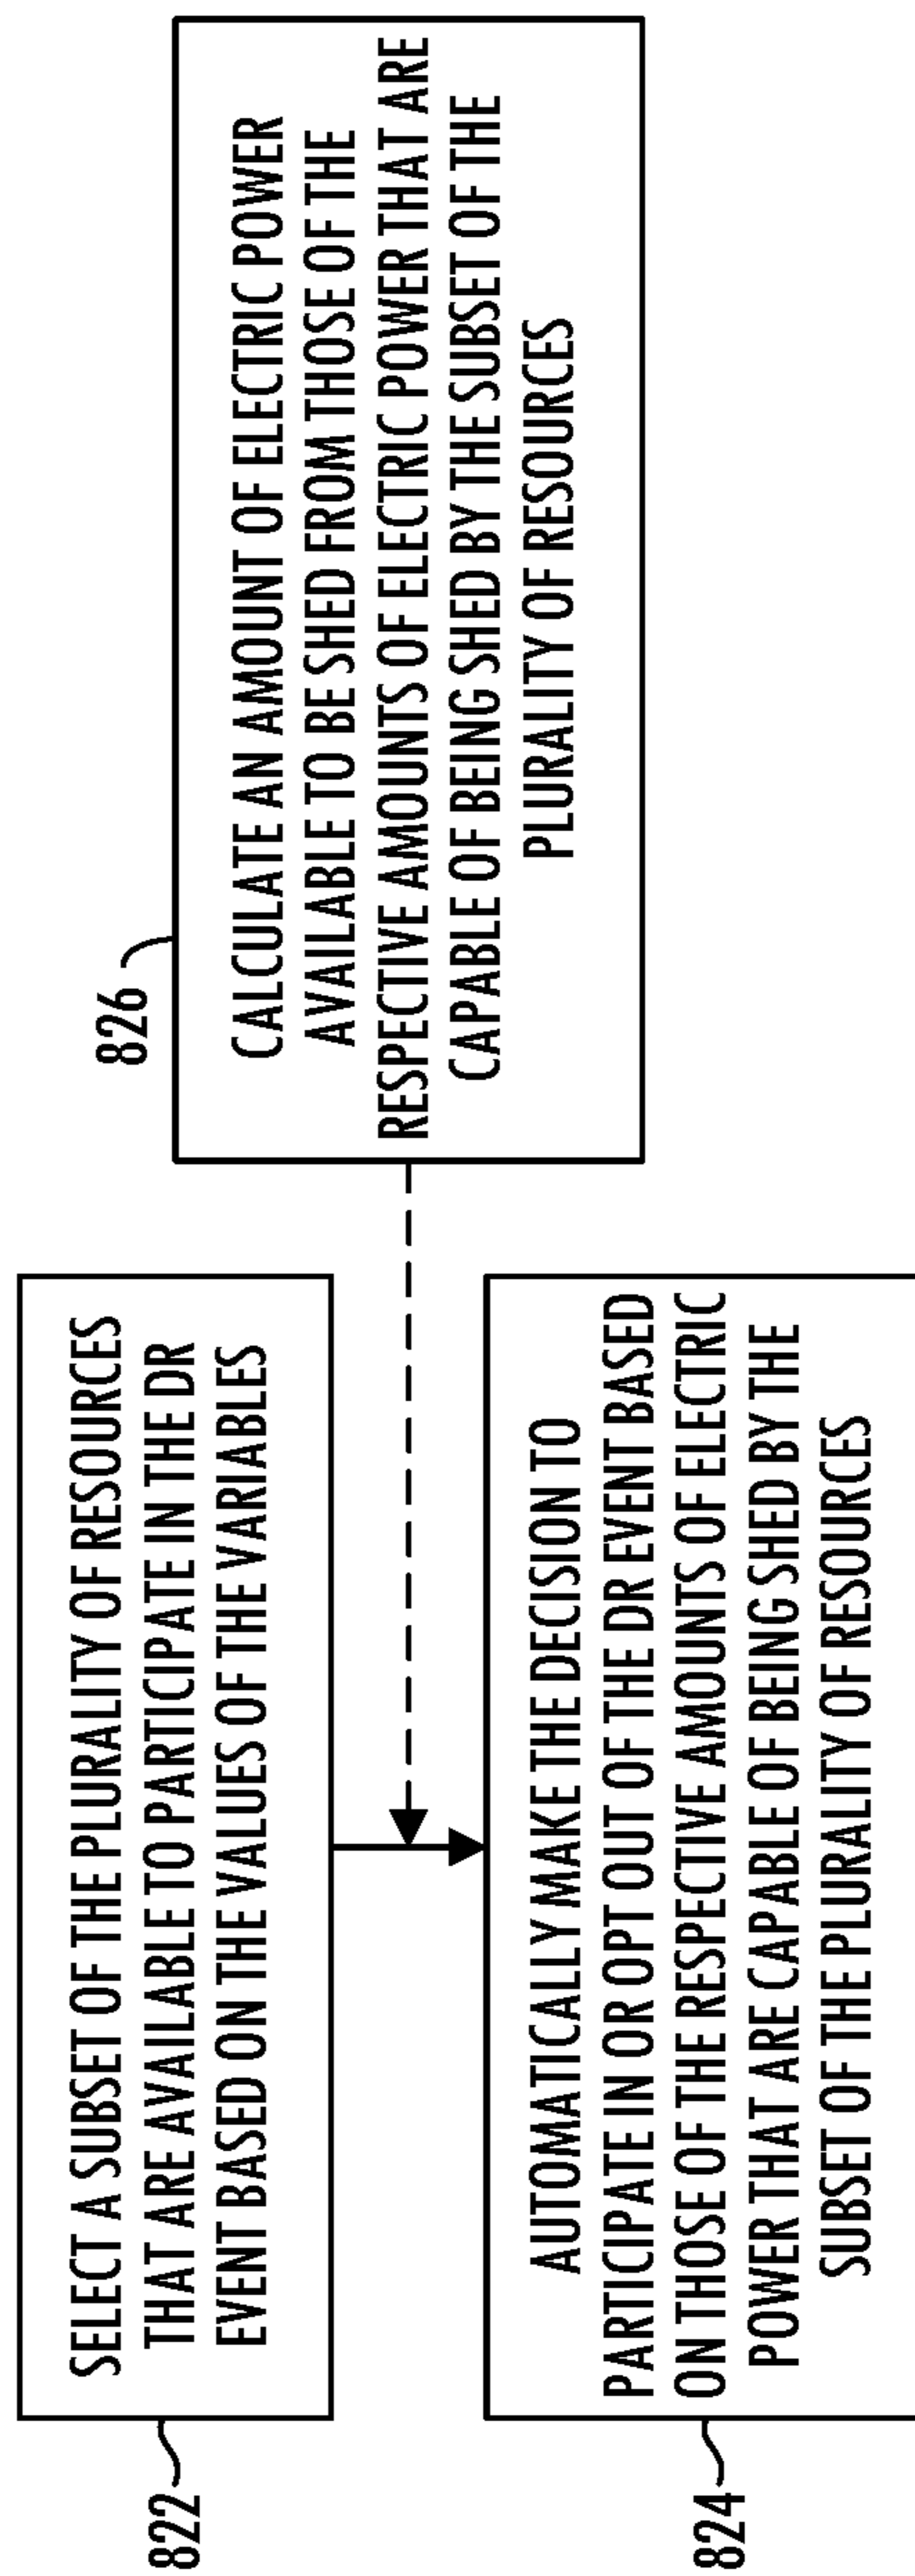 822
SELECT A SUBSET OF THE PLURALITY OF RESOURCES
THAT ARE AVAILABLE TO PARTICIPATE IN THE DR
EVENT BASED ON THE VALUES OF THE VARIABLES
826
CALCULATE AN AMOUNT OF ELECTRIC POWER
AVAILABLE TO BE SHED FROM THOSE OF THE
RESPECTIVE AMOUNTS OF ELECTRIC POWER THAT ARE
CAPABLE OF BEING SHED BY THE SUBSET OF THE
PLURALITY OF RESOURCES
824
AUTOMATICALLY MAKE THE DECISION TO
PARTICIPATE IN OR OPT OUT OF THE DR EVENT BASED
ON THOSE OF THE RESPECTIVE AMOUNTS OF ELECTRIC
POWER THAT ARE CAPABLE OF BEING SHED BY THE
SUBSET OF THE PLURALITY OF RESOURCES